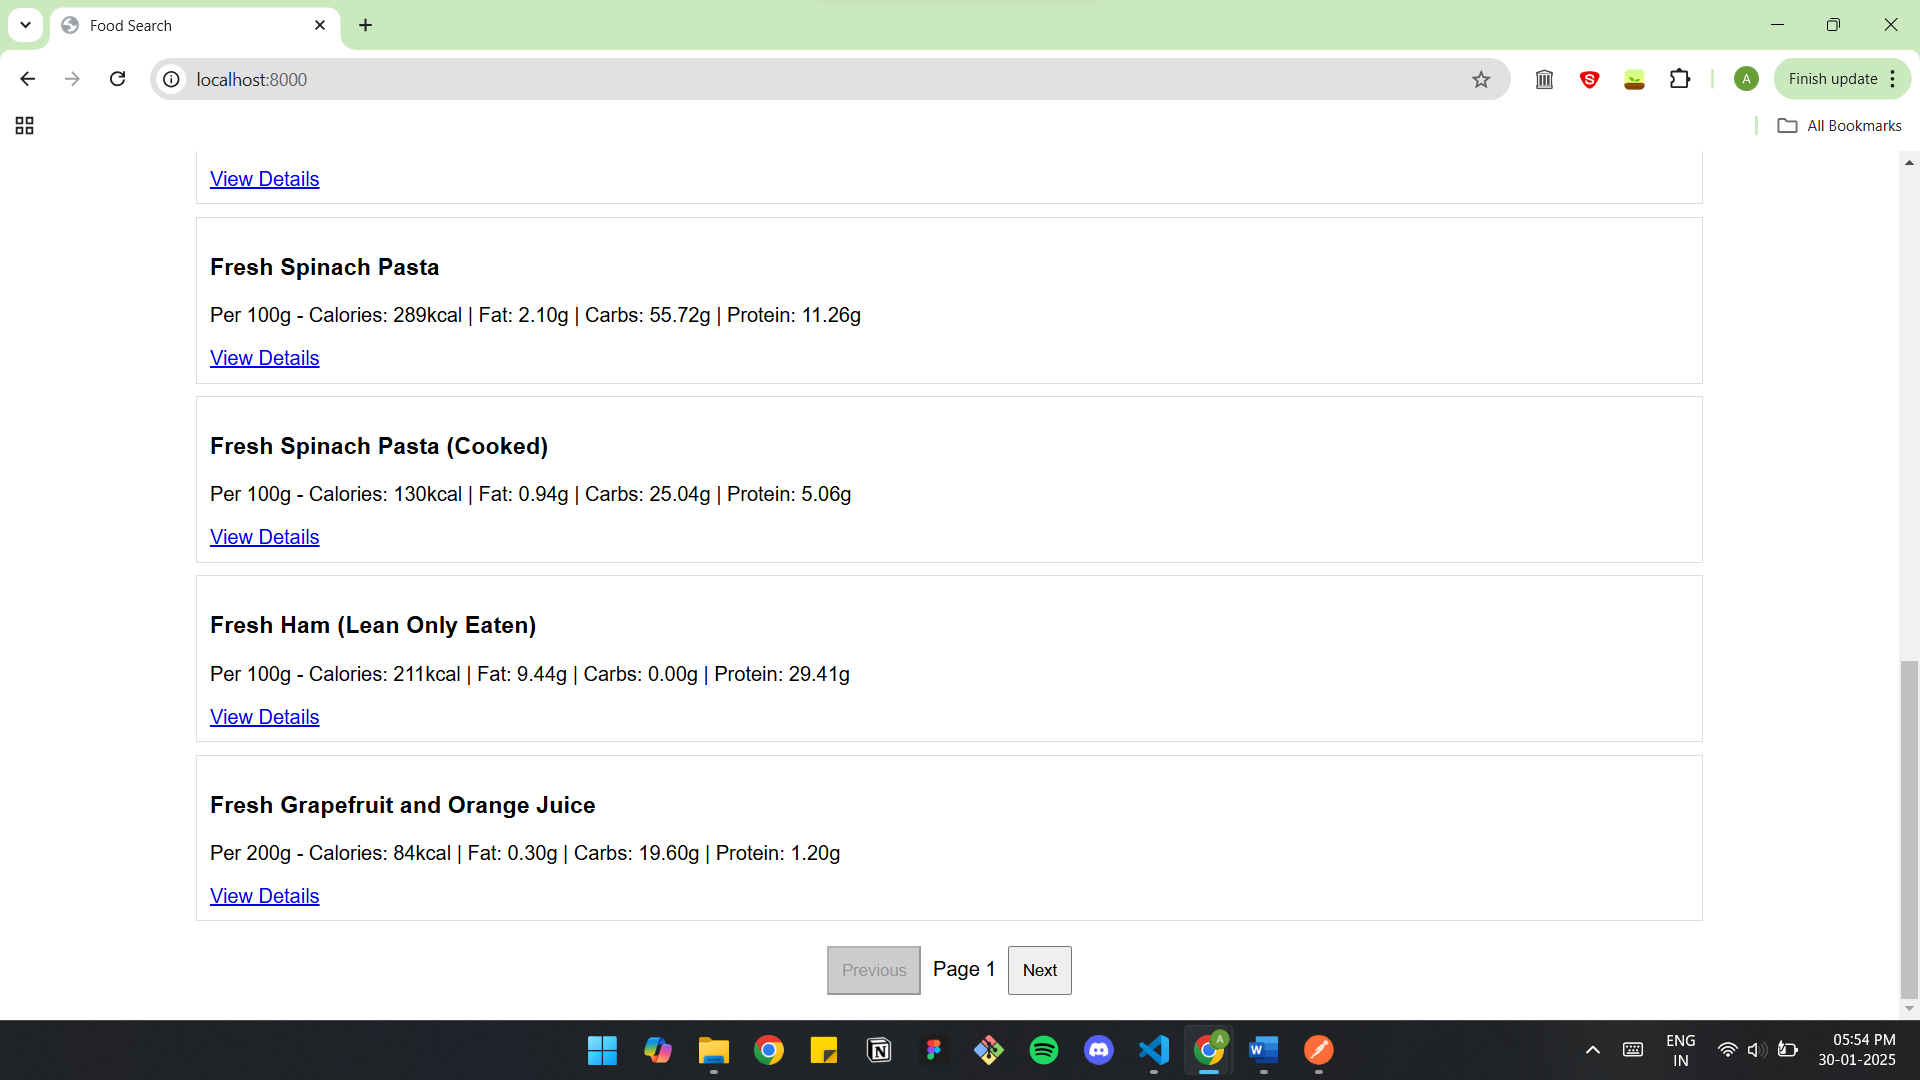 Food Search
localhost:8000
S
A
Finish update
All Bookmarks
View Details
Fresh Spinach Pasta
Per 100g - Calories: 289kcal | Fat: 2.10g | Carbs: 55.72g | Protein: 11.26g
View Details
Fresh Spinach Pasta (Cooked)
Per 100g - Calories: 130kcal | Fat: 0.94g | Carbs: 25.04g | Protein: 5.06g
View Details
Fresh Ham (Lean Only Eaten)
Per 100g - Calories: 211kcal | Fat: 9.44g | Carbs: 0.00g | Protein: 29.41g
View Details
Fresh Grapefruit and Orange Juice
Per 200g - Calories: 84kcal | Fat: 0.30g | Carbs: 19.60g | Protein: 1.20g
View Details
Previous Page 1 Next
N
A
W
ENG
IN
05:54 PM
30-01-2025